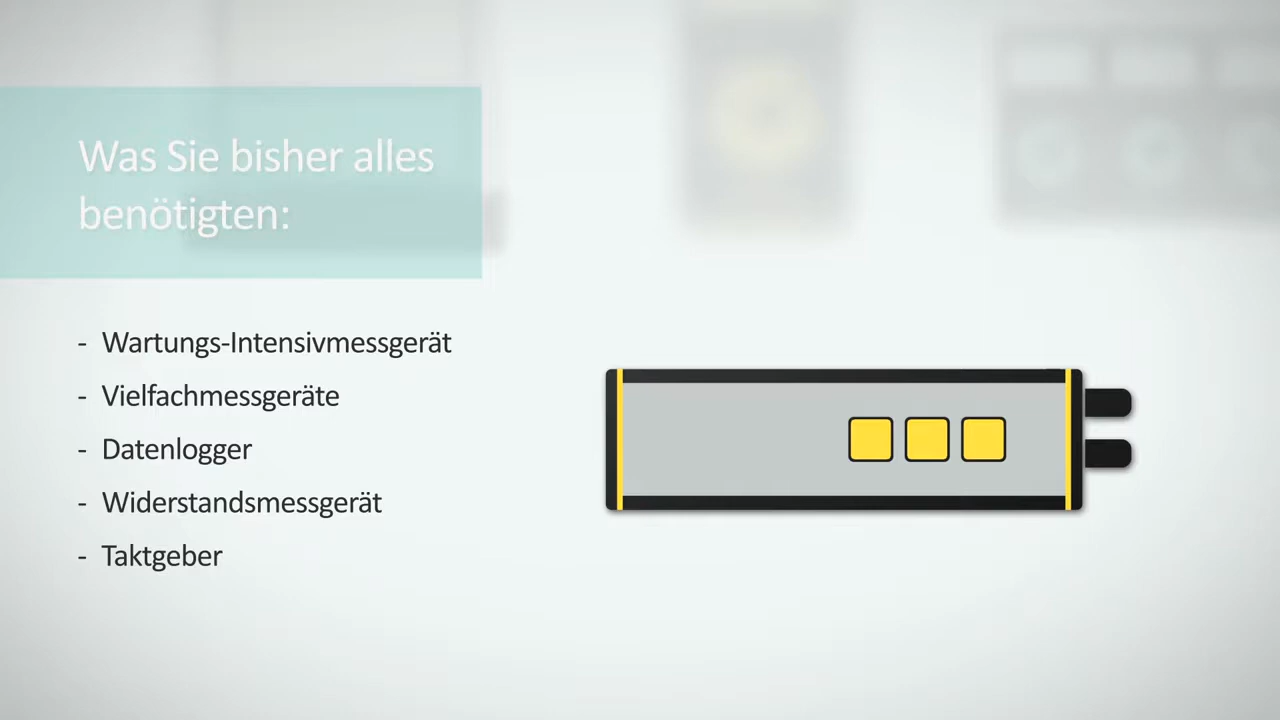 Was Sie bisher alles
benötigten:
- Wartungs-Intensivmessgerät
- Vielfachmessgeräte
- Datenlogger
- Widerstandsmessgerät
- Taktgeber